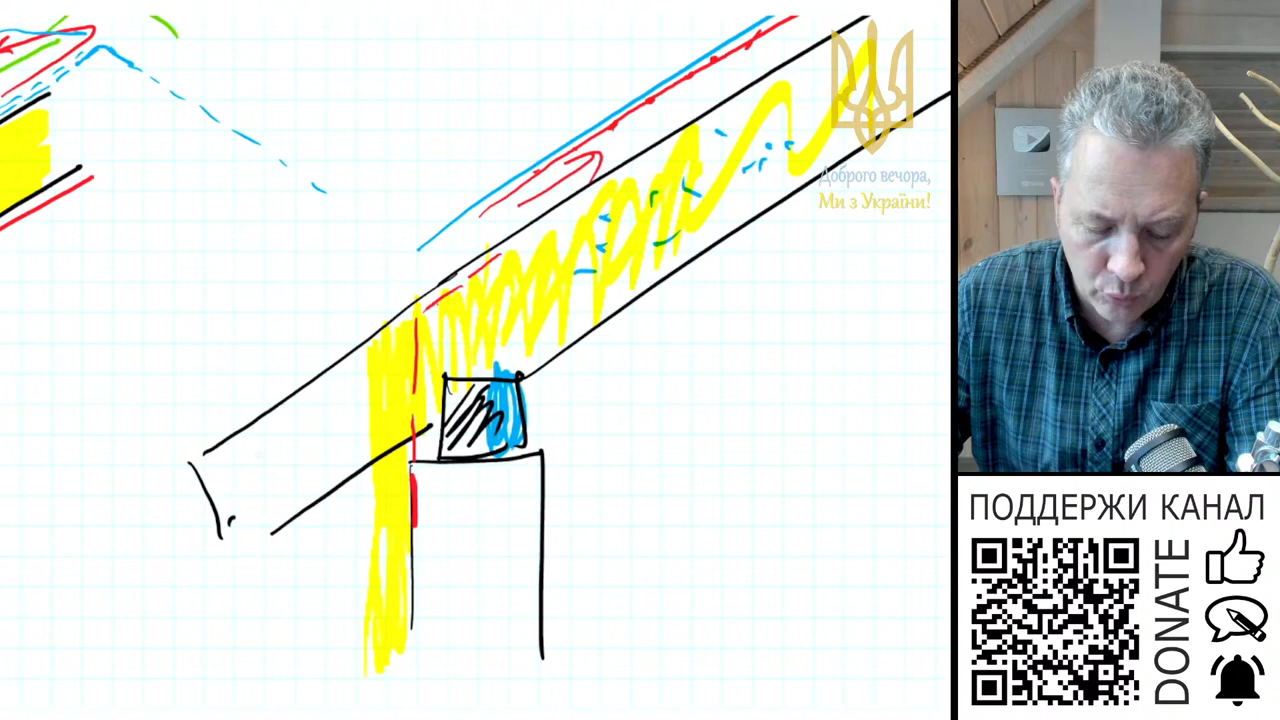 Доброго вечора,
Ми з України!
ПОДДЕРЖИ КАНАЛ
DONATE